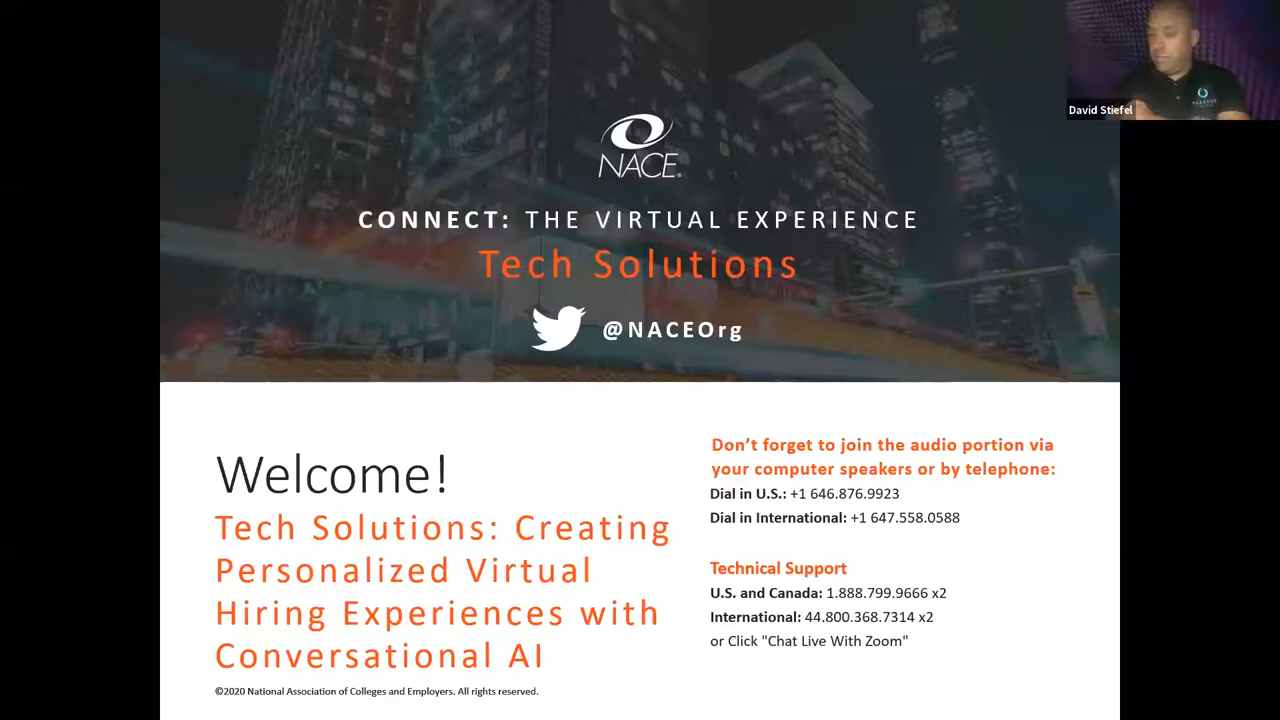 David Stiefel
NACE
CONNECT: THE VIRTUAL EXPERIENCE
Tech Solutions
@NACEOrg
Welcome!
Tech Solutions: Creating
Personalized Virtual
Hiring Experiences with
Conversational AI
©2020 National Association of Colleges and Employers. All rights reserved.
Don’t forget to join the audio portion via
your computer speakers or by telephone:
Dial in U.S.: +1 646.876.9923
Dial in International: +1 647.558.0588
Technical Support
U.S. and Canada: 1.888.799.9666 x2
International: 44.800.368.7314 x2
or Click "Chat Live With Zoom"